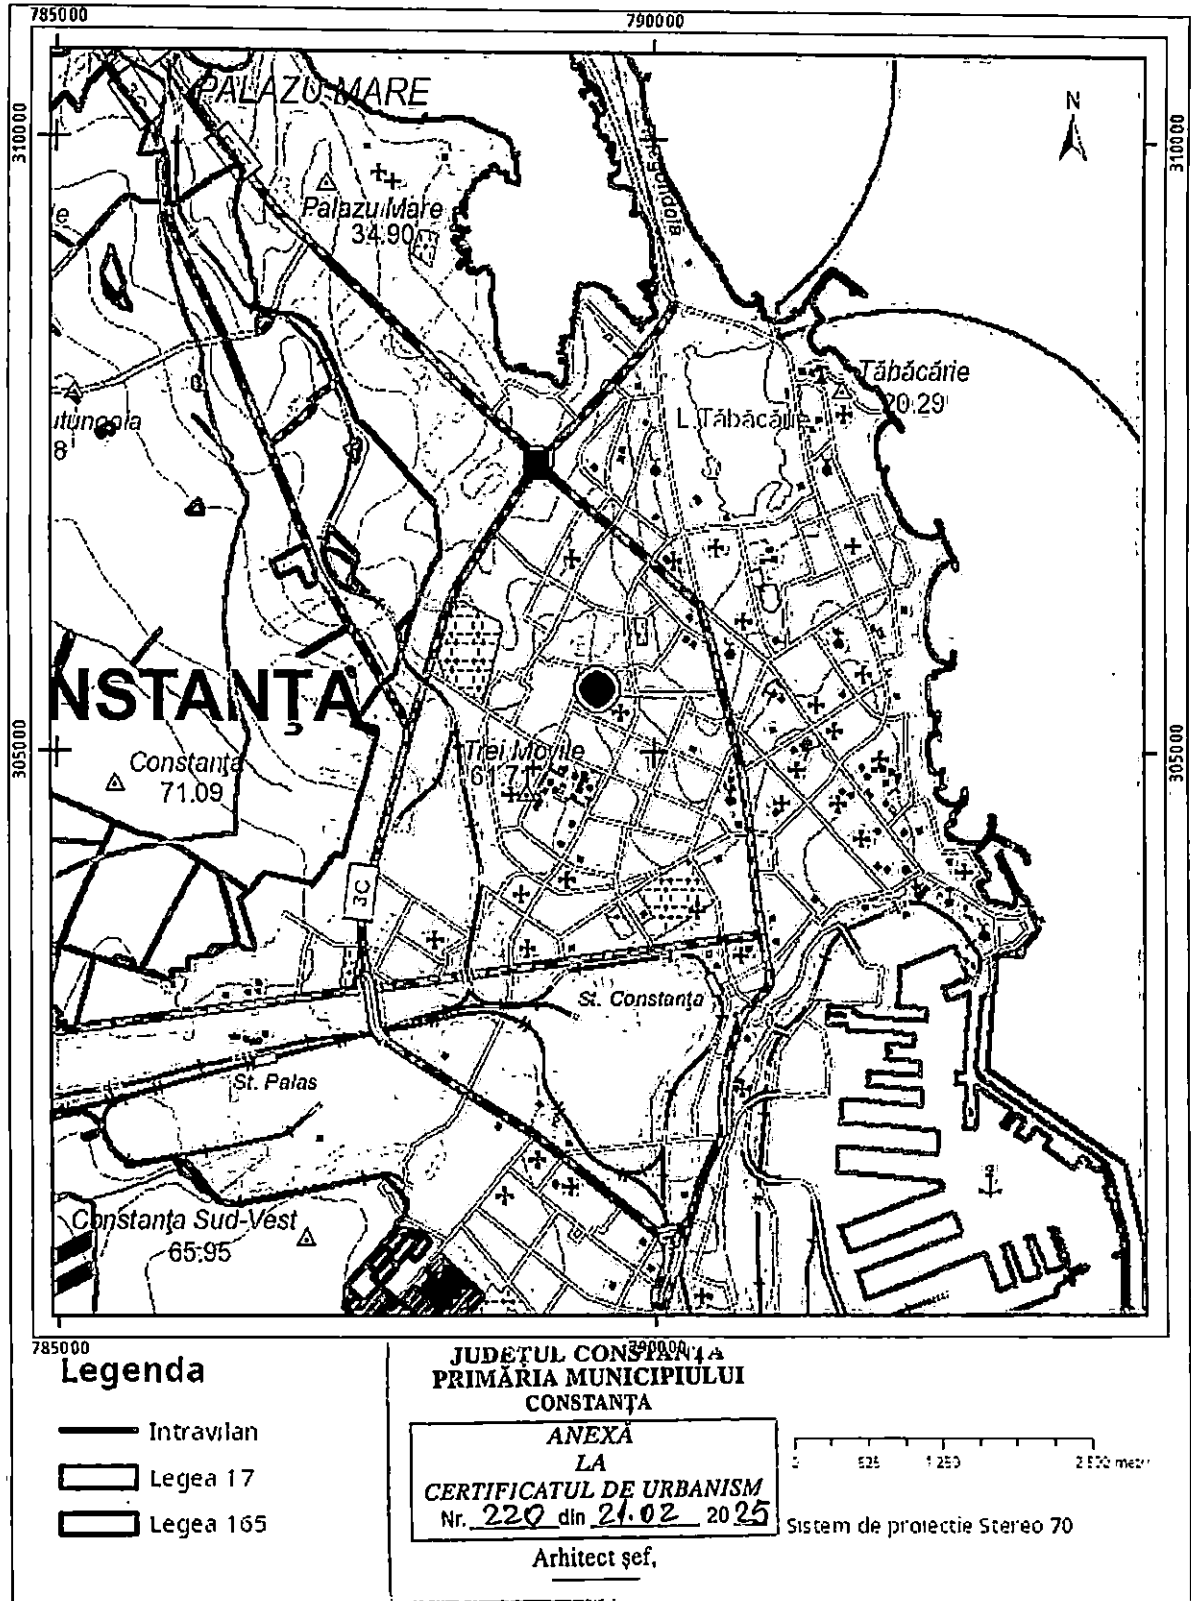 785000 790000
310000 310000
N
PALAZU MARE
Palazu Mare
34.90
e
Tăbăcărie
20.29
L. Tăbăcărie
8
NSTANȚA
Constanța
71.09
Trei Movile
61.71
305000 305000
3C
St. Constanța
St. Palas
Constanța Sud-Vest
65.95
785000 790000
Legenda
Intravilan
Legea 17
Legea 165
JUDEȚUL CONSTANȚA
PRIMĂRIA MUNICIPIULUI
CONSTANȚA
ANEXĂ
LA
CERTIFICATUL DE URBANISM
Nr. 220 din 21.02 2025
Arhitect șef,
0 625 1 250 2 500 metri
Sistem de proiectie Stereo 70